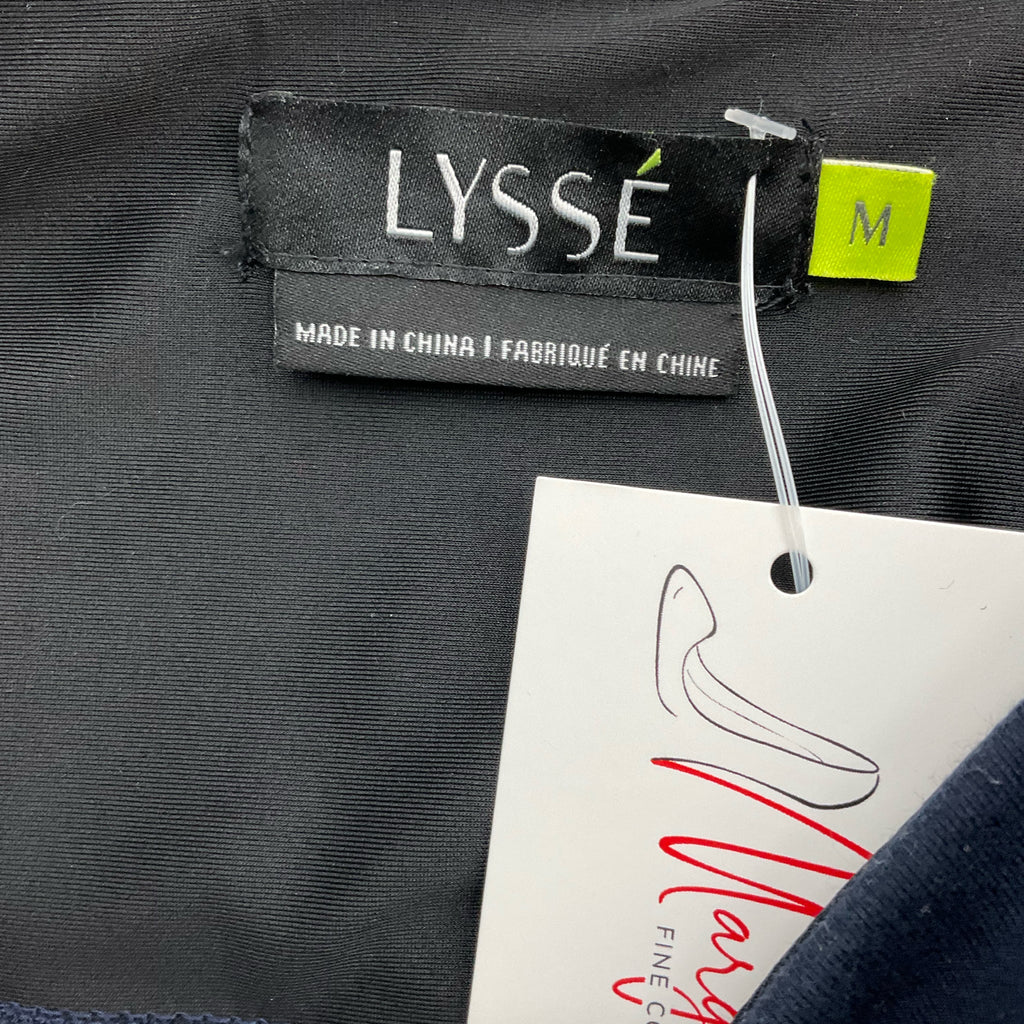 LYSSÉ
M
MADE IN CHINA | FABRIQUÉ EN CHINE
FINE